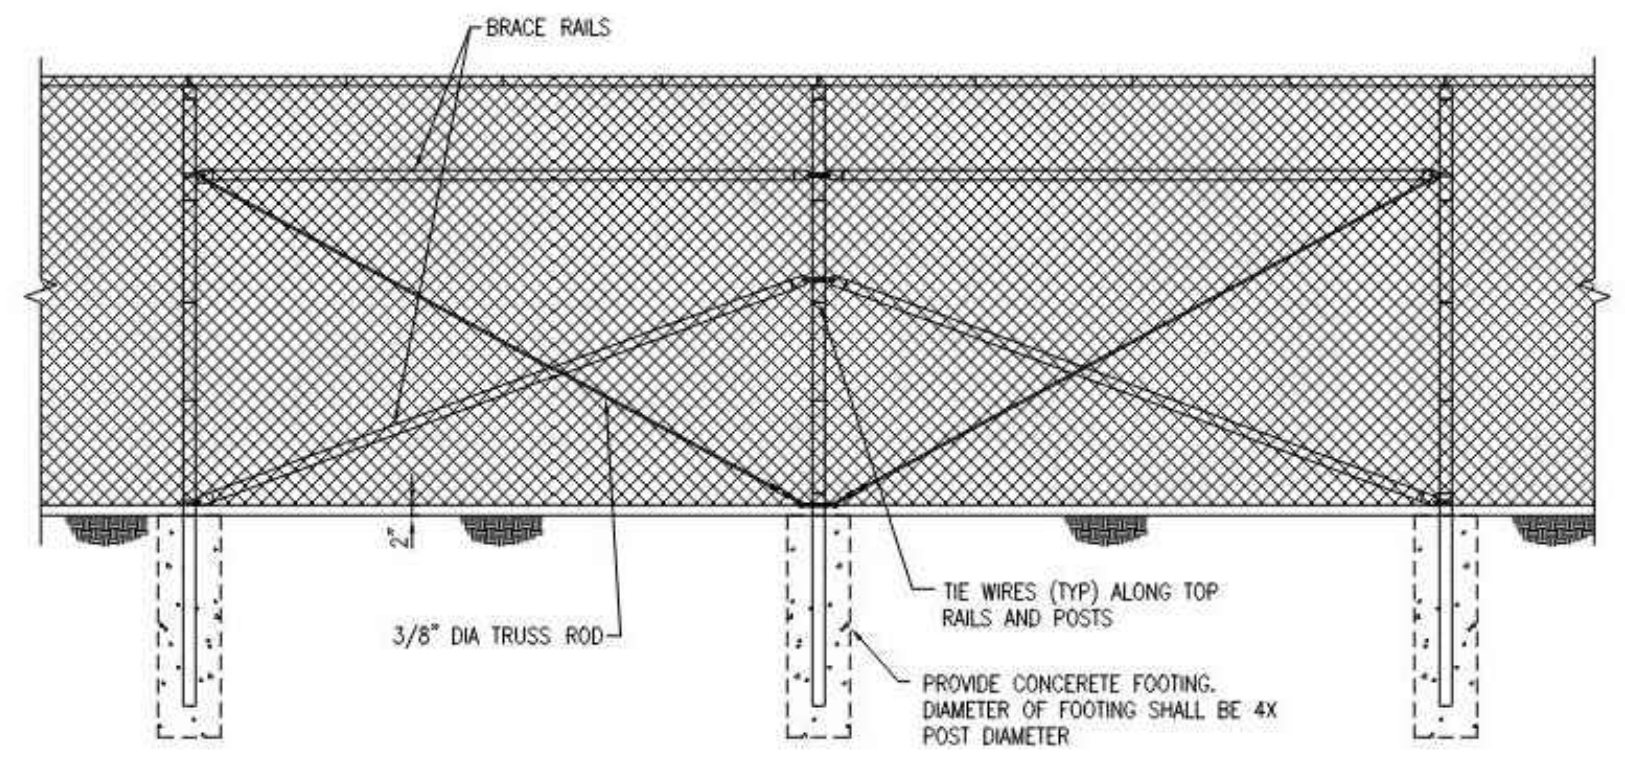 BRACE RAILS
2"
TIE WIRES (TYP) ALONG TOP
RAILS AND POSTS
3/8" DIA TRUSS ROD
PROVIDE CONCERETE FOOTING.
DIAMETER OF FOOTING SHALL BE 4X
POST DIAMETER